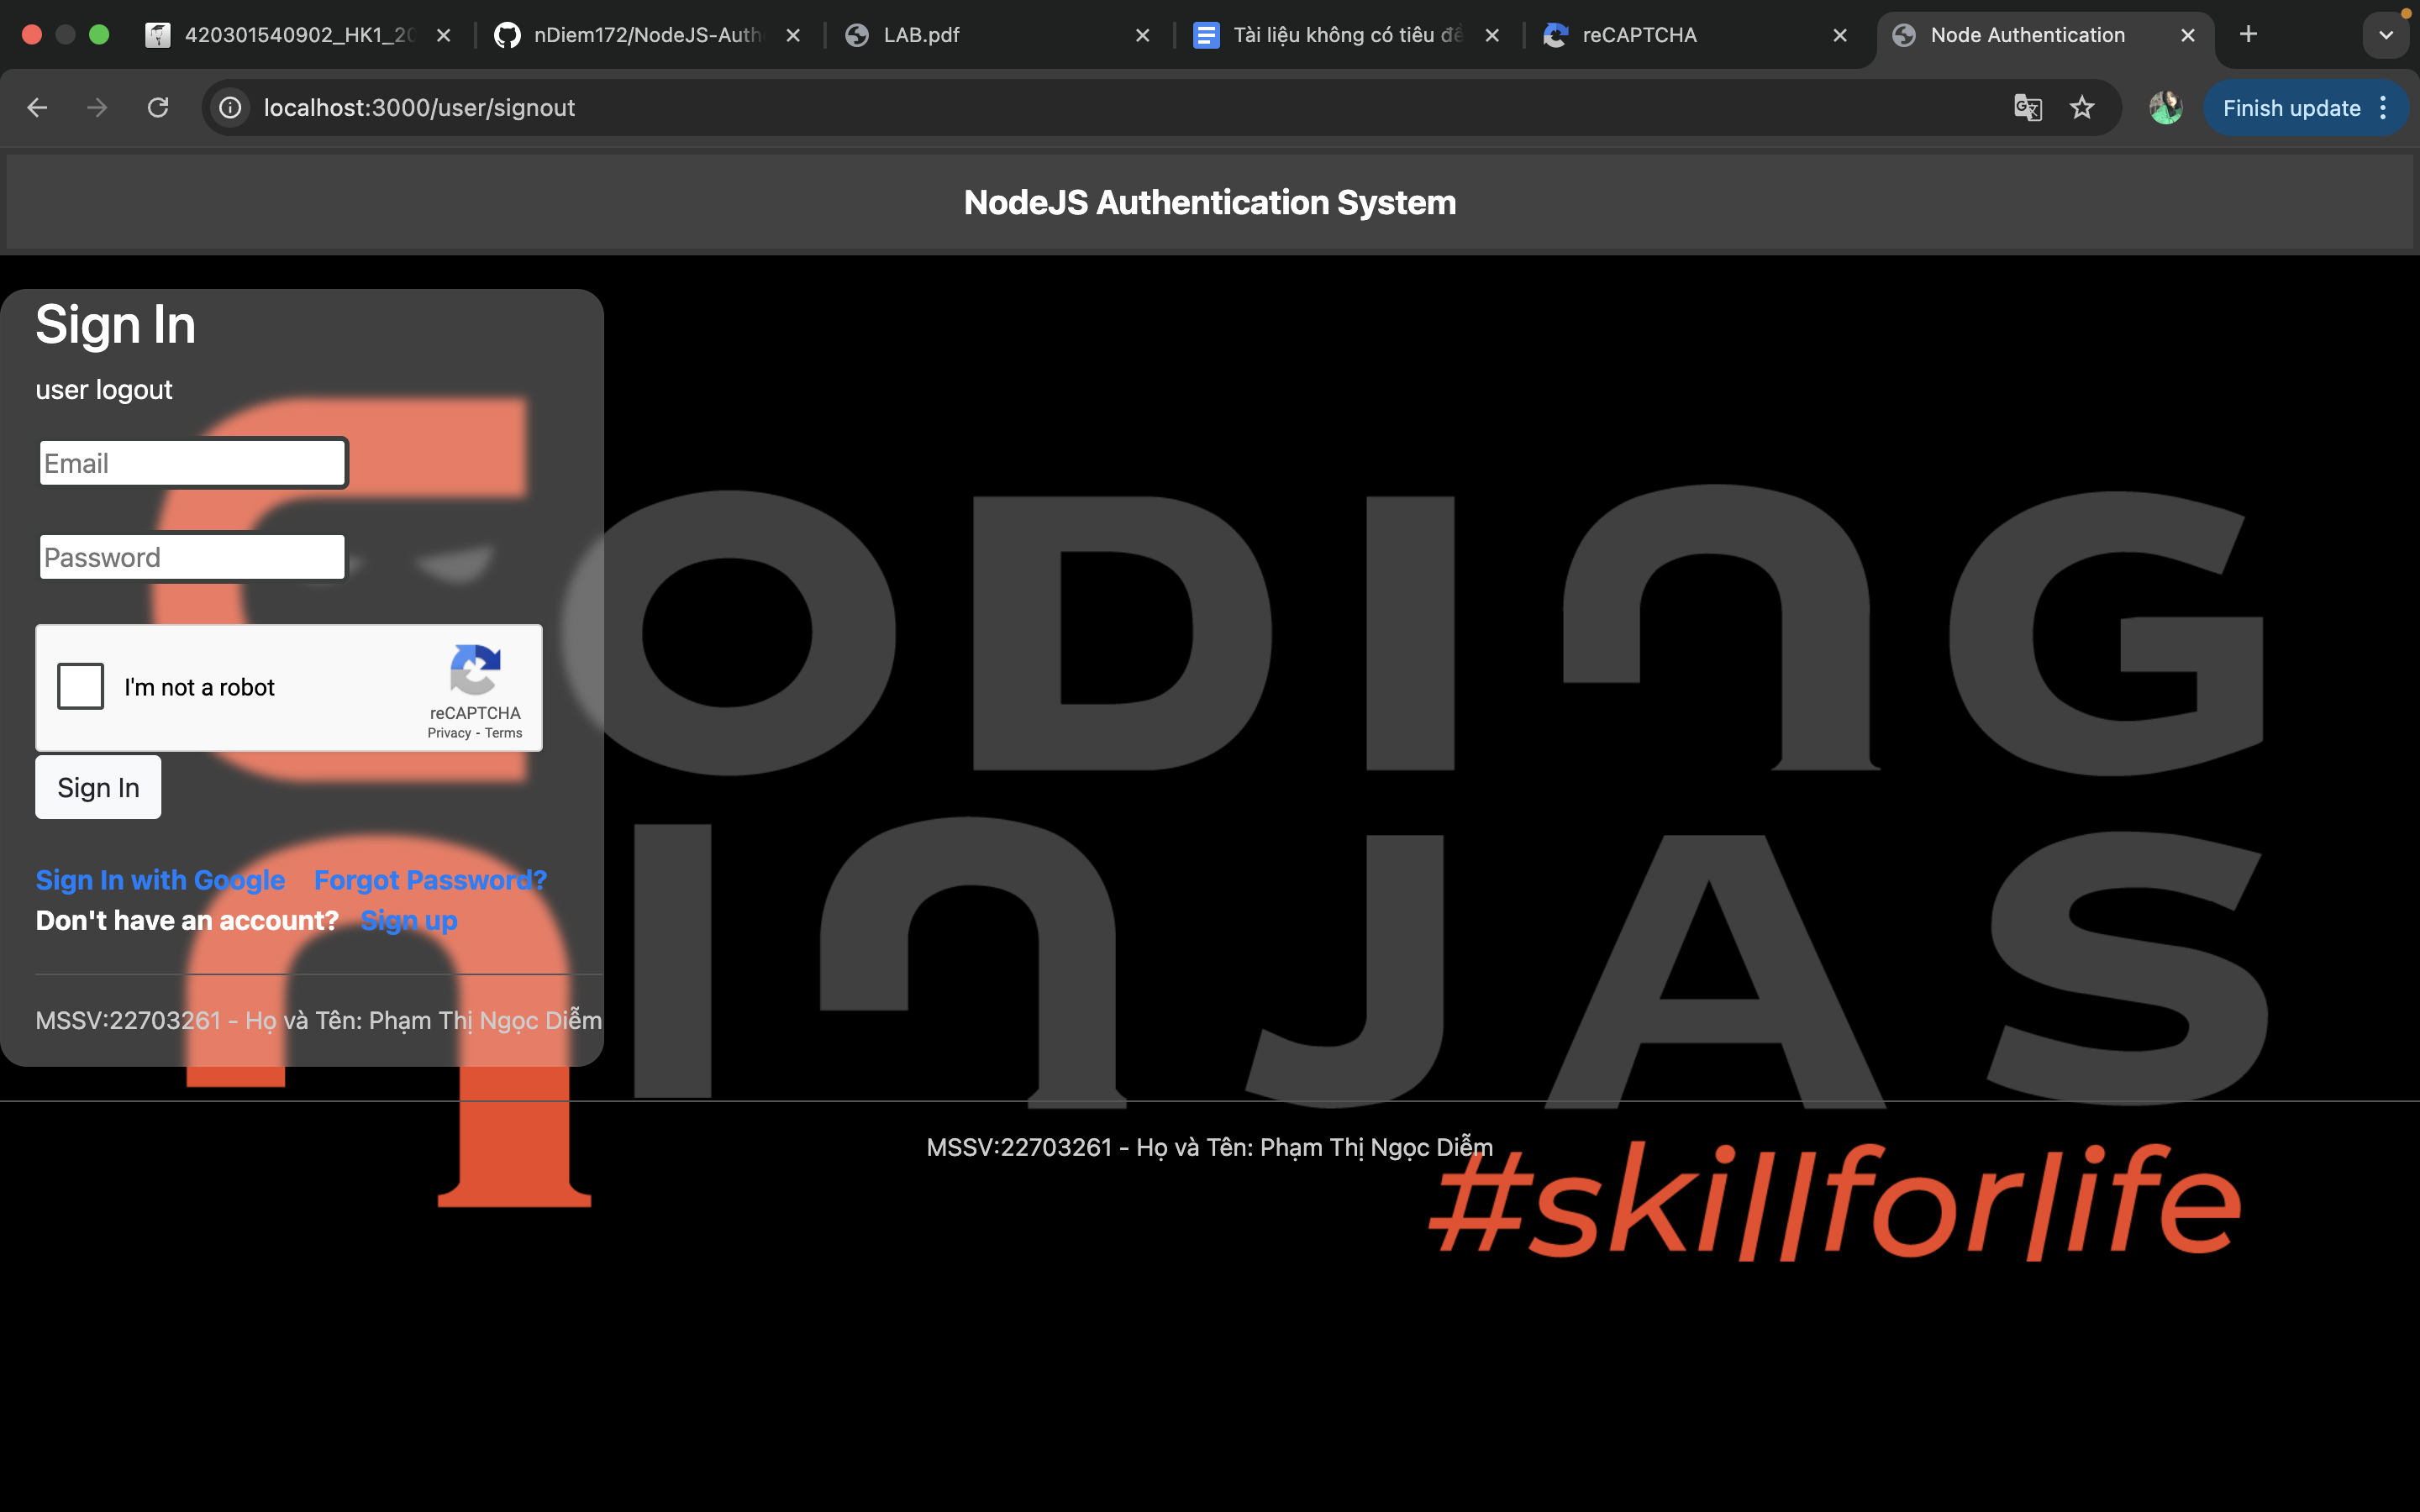 420301540902_HK1_20
nDiem172/NodeJS-Auth
LAB.pdf
Tài liệu không có tiêu đề
reCAPTCHA
Node Authentication
localhost:3000/user/signout
Finish update
NodeJS Authentication System
Sign In
user logout
Email
Password
I'm not a robot
reCAPTCHA
Privacy - Terms
Sign In
Sign In with Google Forgot Password?
Don't have an account? Sign up
MSSV:22703261 - Họ và Tên: Phạm Thị Ngọc Diễm
CODING
NINJAS
MSSV:22703261 - Họ và Tên: Phạm Thị Ngọc Diễm
#skillforlife